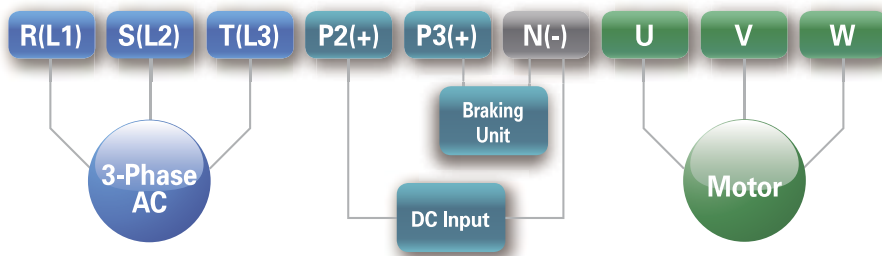 R(L1) S(L2) T(L3) P2(+) P3(+) N(-) U V W
Braking
Unit
3-Phase
AC
Motor
DC Input